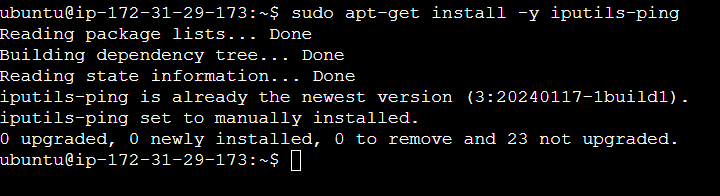 ubuntu@ip-172-31-29-173:~$ sudo apt-get install -y iputils-ping
Reading package lists... Done
Building dependency tree... Done
Reading state information... Done
iputils-ping is already the newest version (3:20240117-1build1).
iputils-ping set to manually installed.
0 upgraded, 0 newly installed, 0 to remove and 23 not upgraded.
ubuntu@ip-172-31-29-173:~$